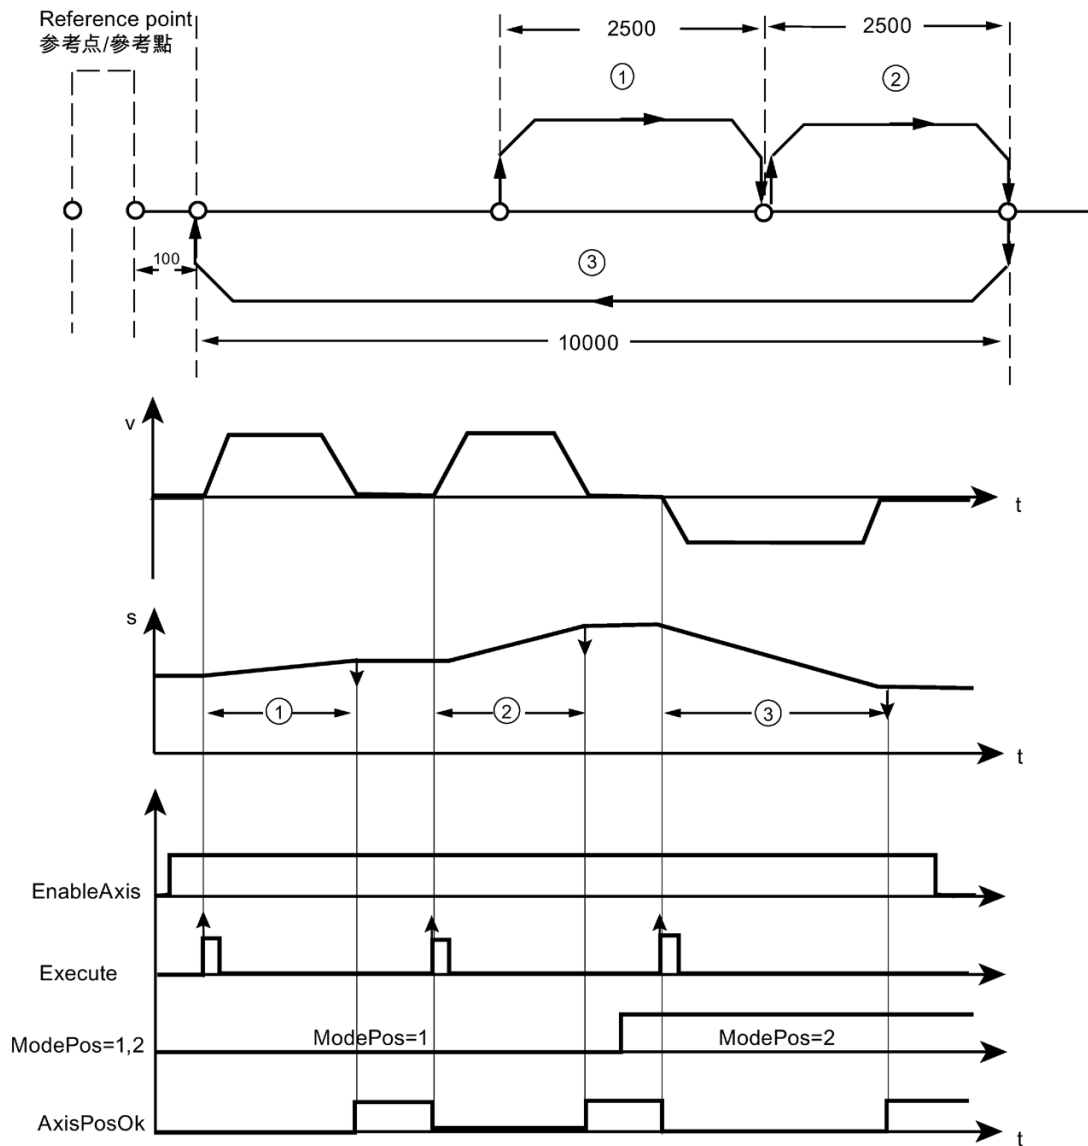 Reference point
参考点/參考點
2500
2500
①
②
100
③
10000
v
t
s
①
②
③
t
EnableAxis
Execute
ModePos=1,2
ModePos=1
ModePos=2
AxisPosOk
t